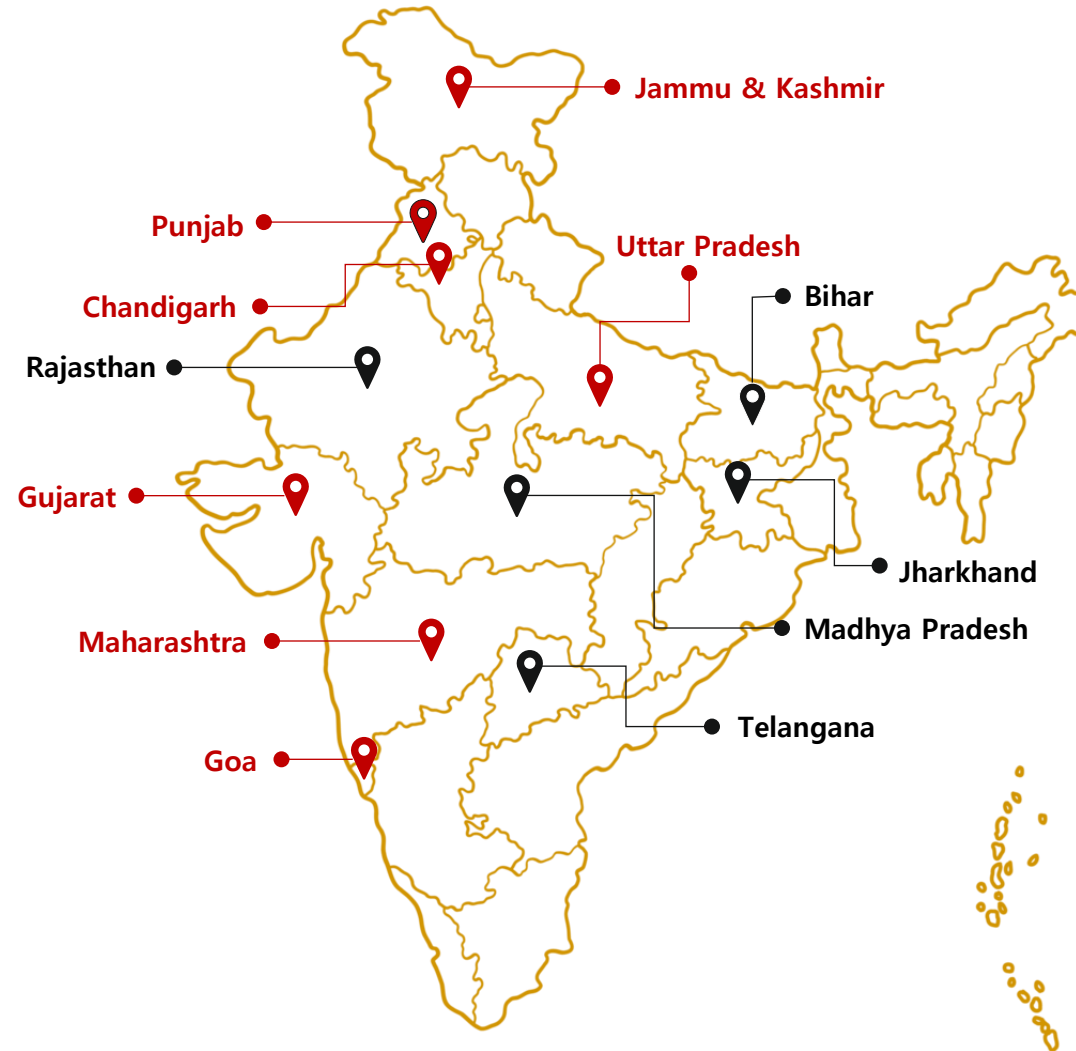 Jammu & Kashmir
Punjab
Uttar Pradesh
Chandigarh
Bihar
Rajasthan
Gujarat
Jharkhand
Madhya Pradesh
Maharashtra
Telangana
Goa